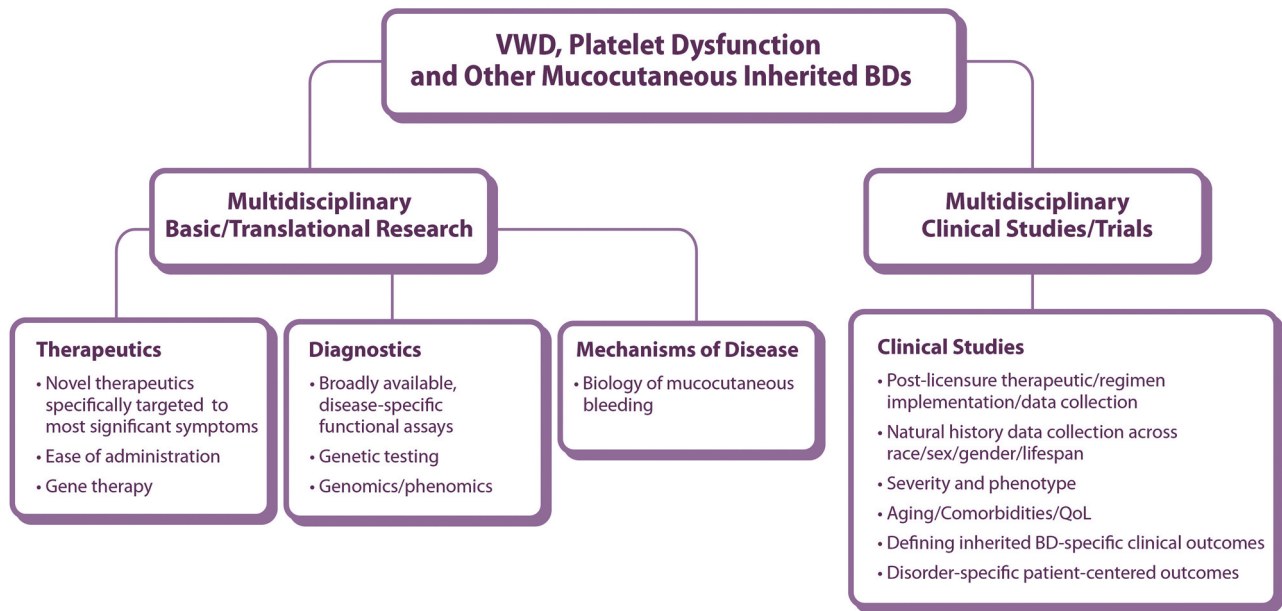 VWD, Platelet Dysfunction
and Other Mucocutaneous Inherited BDs
Multidisciplinary
Basic/Translational Research
Multidisciplinary
Clinical Studies/Trials
Therapeutics
• Novel therapeutics
specifically targeted to
most significant symptoms
• Ease of administration
• Gene therapy
Diagnostics
• Broadly available,
disease-specific
functional assays
• Genetic testing
• Genomics/phenomics
Mechanisms of Disease
• Biology of mucocutaneous
bleeding
Clinical Studies
• Post-licensure therapeutic/regimen
implementation/data collection
• Natural history data collection across
race/sex/gender/lifespan
• Severity and phenotype
• Aging/Comorbidities/QoL
• Defining inherited BD-specific clinical outcomes
• Disorder-specific patient-centered outcomes